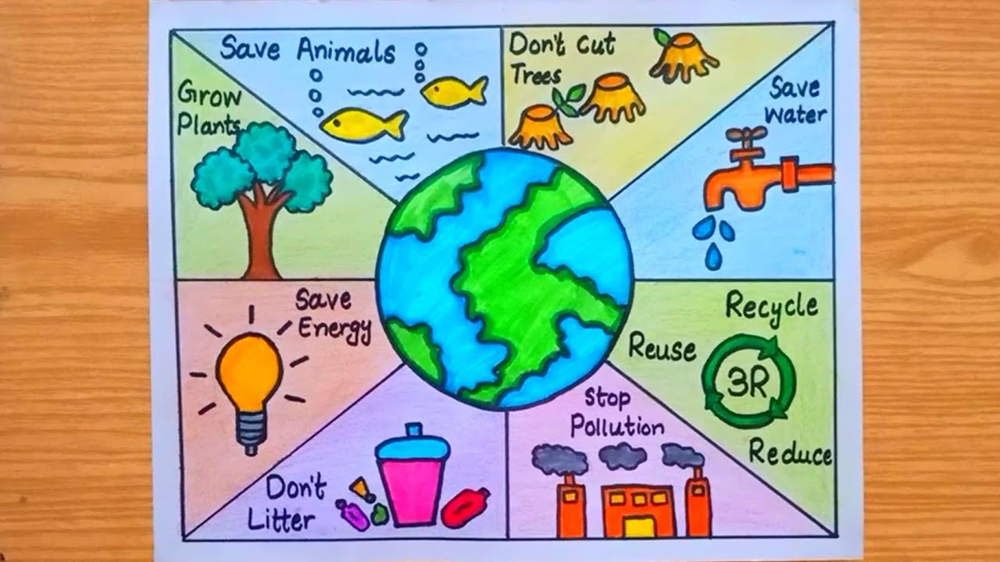 Save Animals
Don't Cut
Trees
Grow
Plants
Save
Water
Save
Energy
Recycle
Reuse
3R
Reduce
Stop
Pollution
Don't
Litter